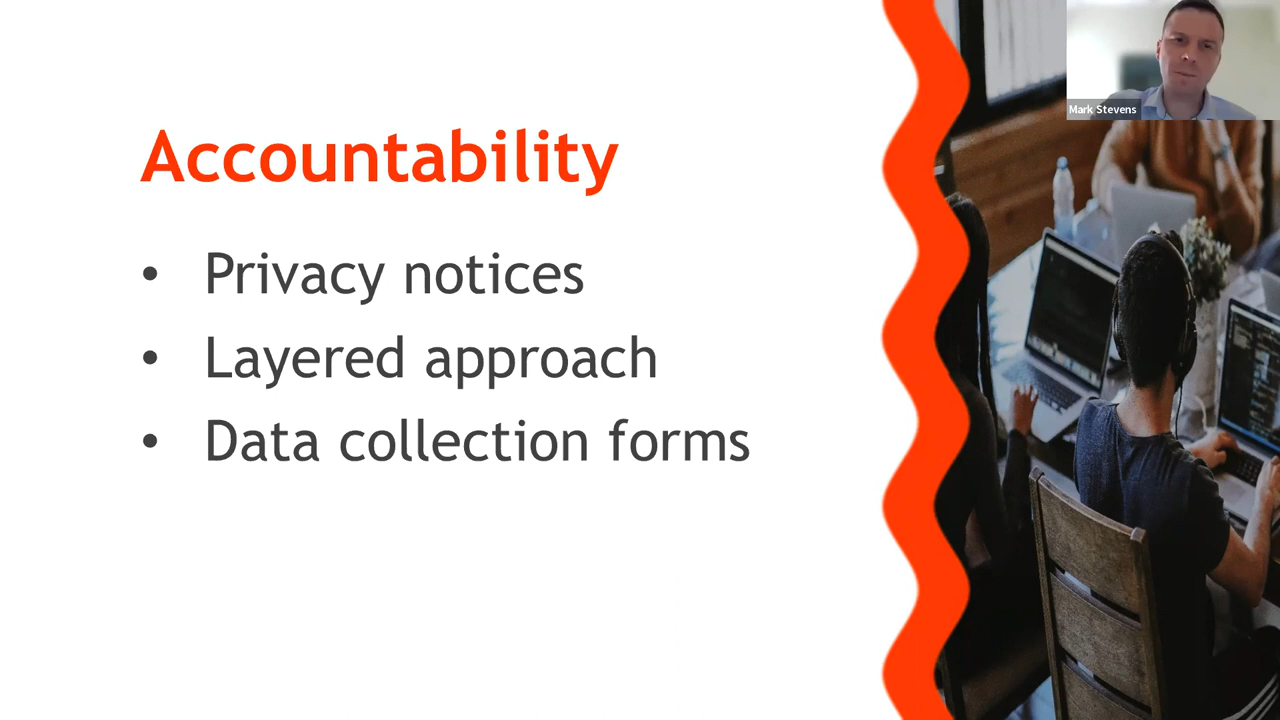 Mark Stevens
Accountability
• Privacy notices
• Layered approach
• Data collection forms